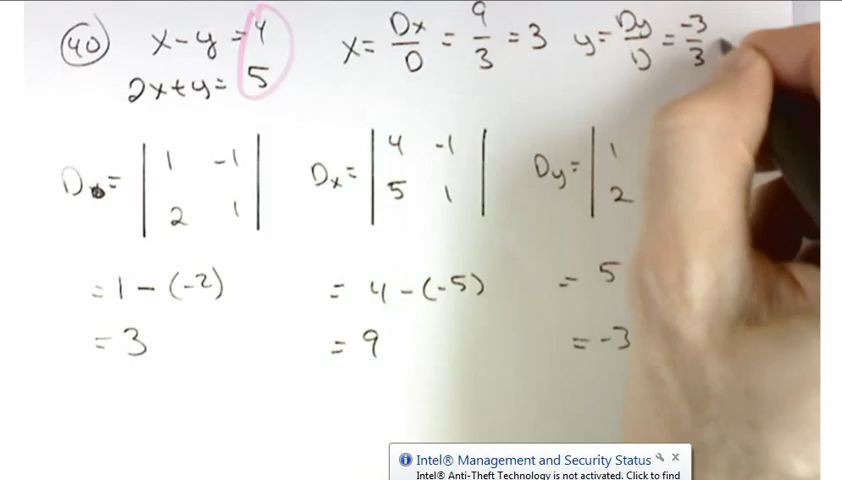 40 x-y=4 x= Dx/D = 9/3 =3 y= Dy/D = -3/3
2x+y= 5
D= | 1 -1 | Dx= | 4 -1 | Dy= | 1
| 2 1 | | 5 1 | | 2
=1-(-2) = 4-(-5) = 5
=3 = 9 = -3
Intel® Management and Security Status
Intel® Anti-Theft Technology is not activated. Click to find